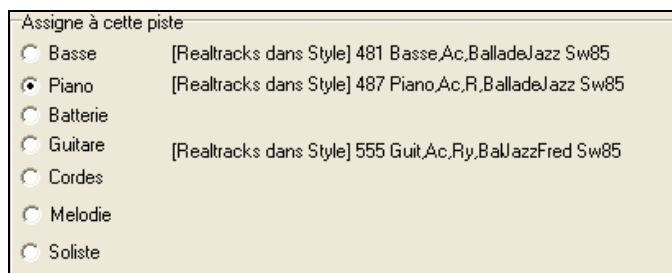 Assigne à cette piste
Basse [Realtracks dans Style] 481 Basse,Ac,BalladeJazz Sw85
Piano [Realtracks dans Style] 487 Piano,Ac,R,BalladeJazz Sw85
Batterie
Guitare [Realtracks dans Style] 555 Guit,Ac,Ry,BalJazzFred Sw85
Cordes
Melodie
Soliste